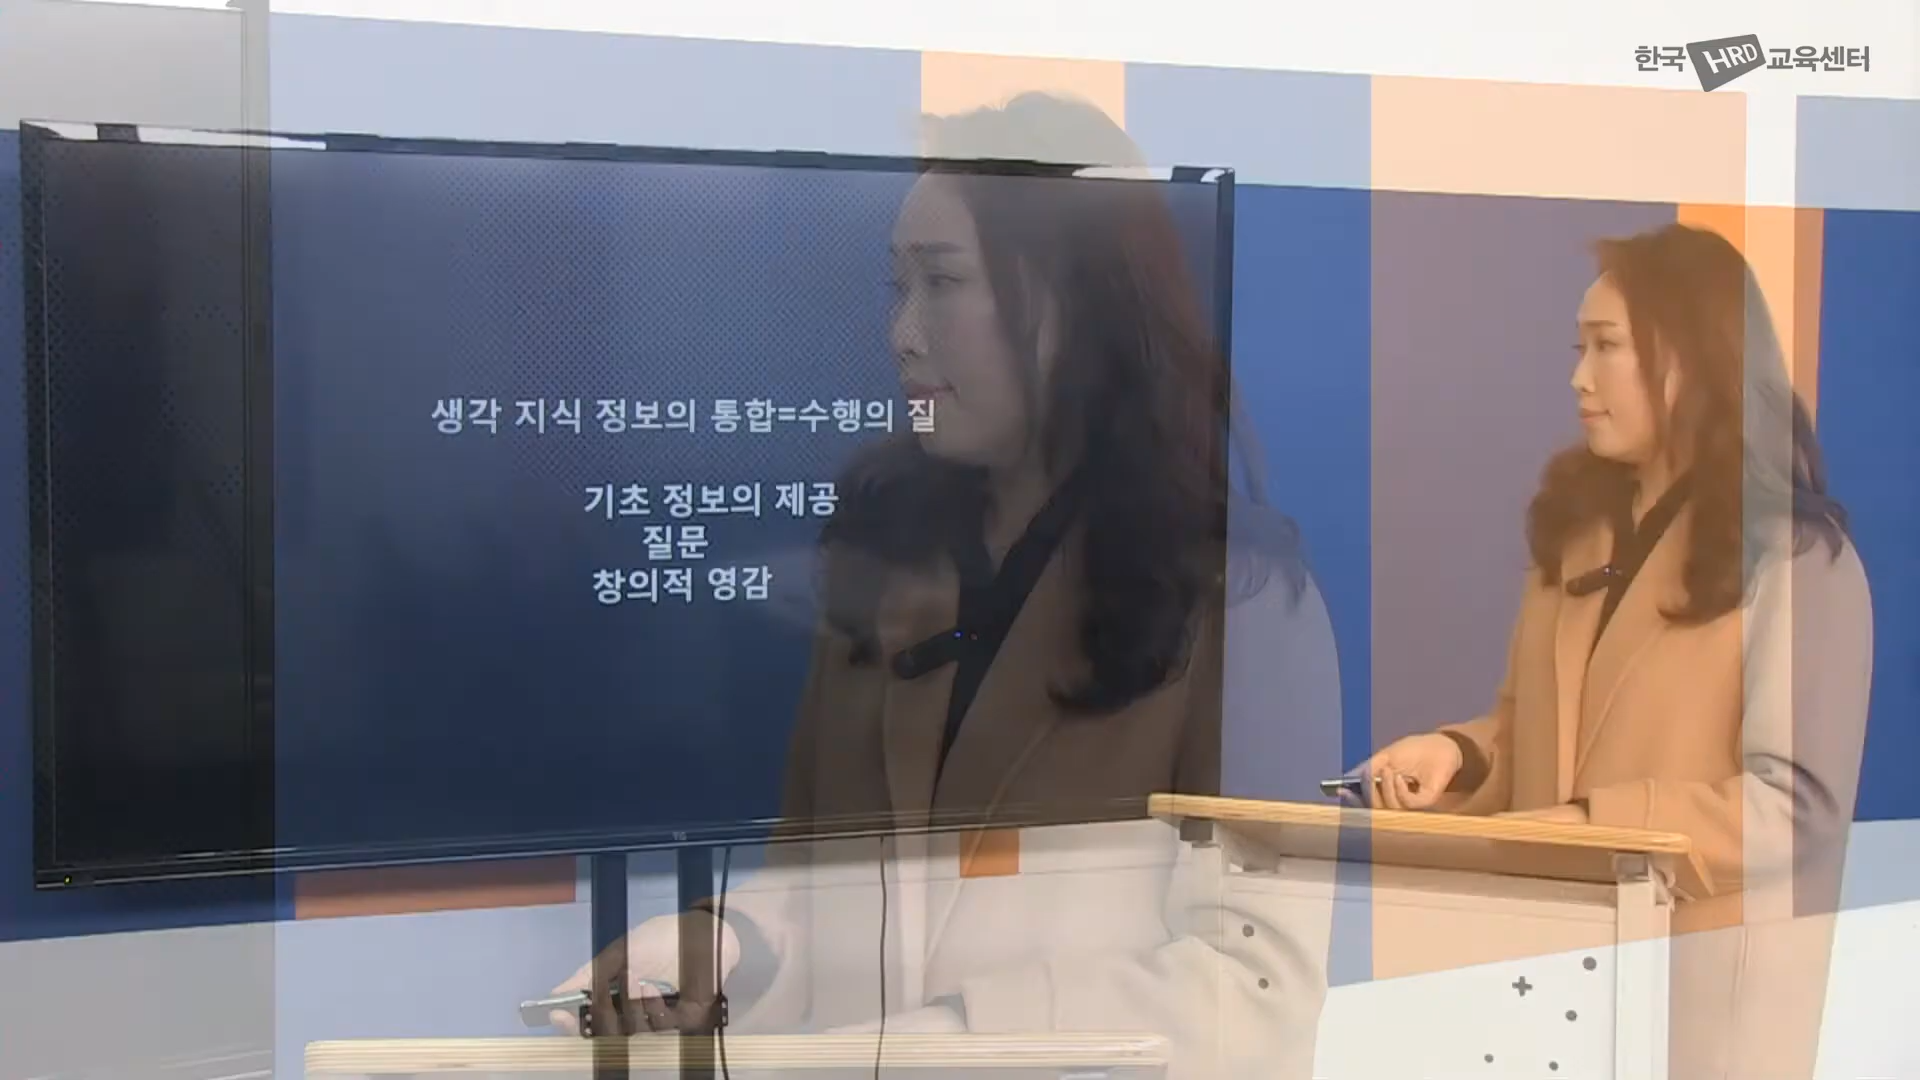 한국 HRD 교육센터
생각 지식 정보의 통합=수행의 질
기초 정보의 제공
질문
창의적 영감
TG